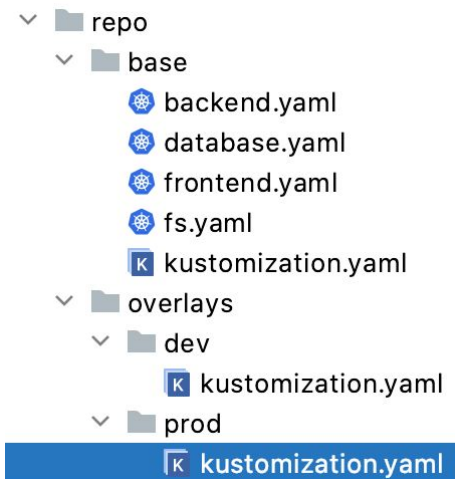 repo
base
backend.yaml
database.yaml
frontend.yaml
fs.yaml
K kustomization.yaml
overlays
dev
K kustomization.yaml
prod
K kustomization.yaml